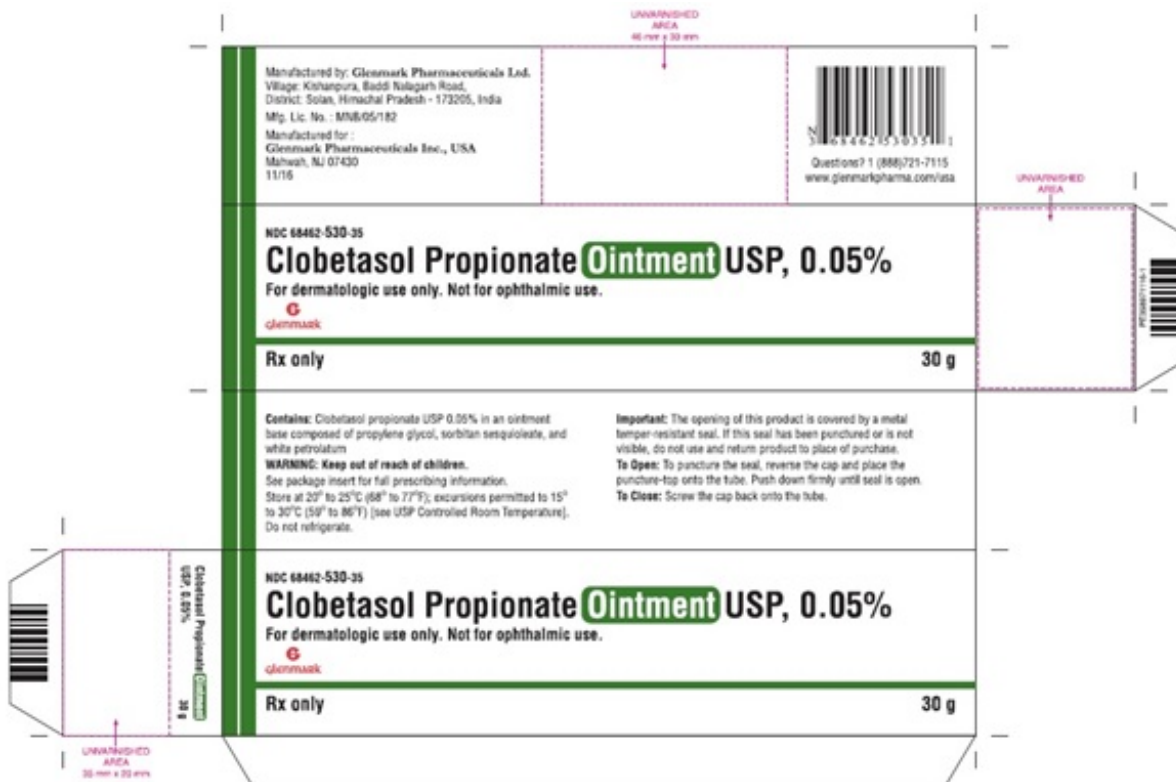 UNVARNISHED
AREA
46 mm x 30 mm
Manufactured by: Glenmark Pharmaceuticals Ltd.
Village: Kishanpura, Baddi Nalagarh Road,
District: Solan, Himachal Pradesh - 173205, India
Mfg. Lic. No. : MNB/05/182
Manufactured for :
Glenmark Pharmaceuticals Inc., USA
Mahwah, NJ 07430
11/16
N
3 68462 53035 1
Questions? 1 (888)721-7115
www.glenmarkpharma.com/usa
UNVARNISHED
AREA
NDC 68462-530-35
Clobetasol Propionate Ointment USP, 0.05%
For dermatologic use only. Not for ophthalmic use.
G
Glenmark
Rx only 30 g
Contains: Clobetasol propionate USP 0.05% in an ointment
base composed of propylene glycol, sorbitan sesquioleate, and
white petrolatum
WARNING: Keep out of reach of children.
See package insert for full prescribing information.
Store at 20° to 25°C (68° to 77°F); excursions permitted to 15°
to 30°C (59° to 86°F) [see USP Controlled Room Temperature].
Do not refrigerate.
Important: The opening of this product is covered by a metal
temper-resistant seal. If this seal has been punctured or is not
visible, do not use and return product to place of purchase.
To Open: To puncture the seal, reverse the cap and place the
puncture-top onto the tube. Push down firmly until seal is open.
To Close: Screw the cap back onto the tube.
NDC 68462-530-35
Clobetasol Propionate Ointment USP, 0.05%
For dermatologic use only. Not for ophthalmic use.
G
Glenmark
Rx only 30 g
Clobetasol Propionate Ointment
USP, 0.05%
30 g
UNVARNISHED
AREA